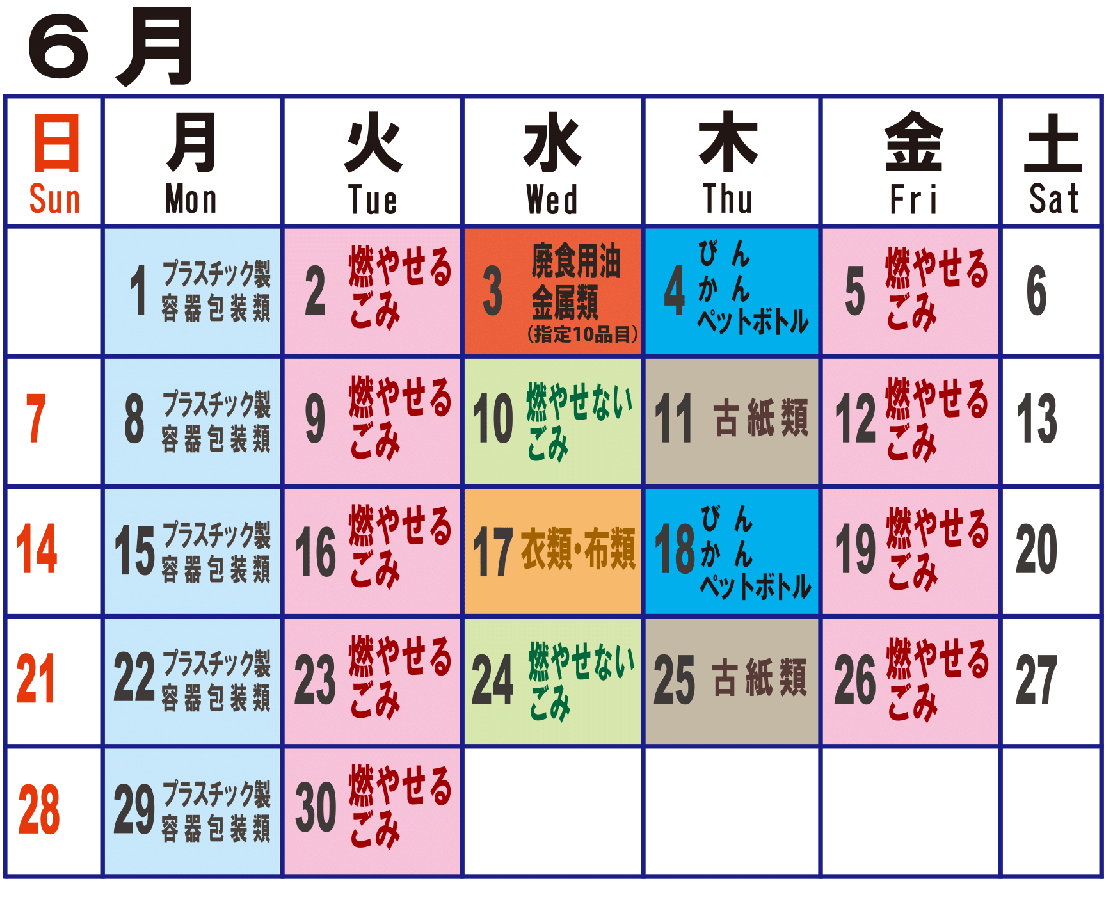 6月
日 月 火 水 木 金 土
Sun Mon Tue Wed Thu Fri Sat
1 プラスチック製
容器包装類
2 燃やせる
ごみ
3 廃食用油
金属類
(指定10品目)
4 びん
かん
ペットボトル
5 燃やせる
ごみ
6
7
8 プラスチック製
容器包装類
9 燃やせる
ごみ
10 燃やせない
ごみ
11 古紙類
12 燃やせる
ごみ
13
14
15 プラスチック製
容器包装類
16 燃やせる
ごみ
17 衣類・布類
18 びん
かん
ペットボトル
19 燃やせる
ごみ
20
21
22 プラスチック製
容器包装類
23 燃やせる
ごみ
24 燃やせない
ごみ
25 古紙類
26 燃やせる
ごみ
27
28
29 プラスチック製
容器包装類
30 燃やせる
ごみ